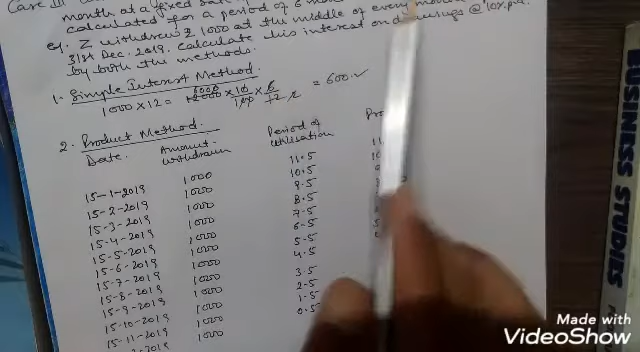 Case III
month at a fixed
calculated for a period of 6
eg. Z withdrew ₹ 1000 at the middle of every
31st Dec. 2019. Calculate his interest on drawings @ 10% p.a.
by both the methods.
1. Simple Interest Method
1000 × 12 = 12000 × 10/100 × 6/12 = 600 ✓
2. Product Method.
Date. Amount withdrawn Period of utilisation
15-1-2019 1000 11.5
15-2-2019 1000 10.5
15-3-2019 1000 9.5
15-4-2019 1000 8.5
15-5-2019 1000 7.5
15-6-2019 1000 6.5
15-7-2019 1000 5.5
15-8-2019 1000 4.5
15-9-2019 1000 3.5
15-10-2019 1000 2.5
15-11-2019 1000 1.5
1000 0.5
BUSINESS STUDIES
Made with
VideoShow